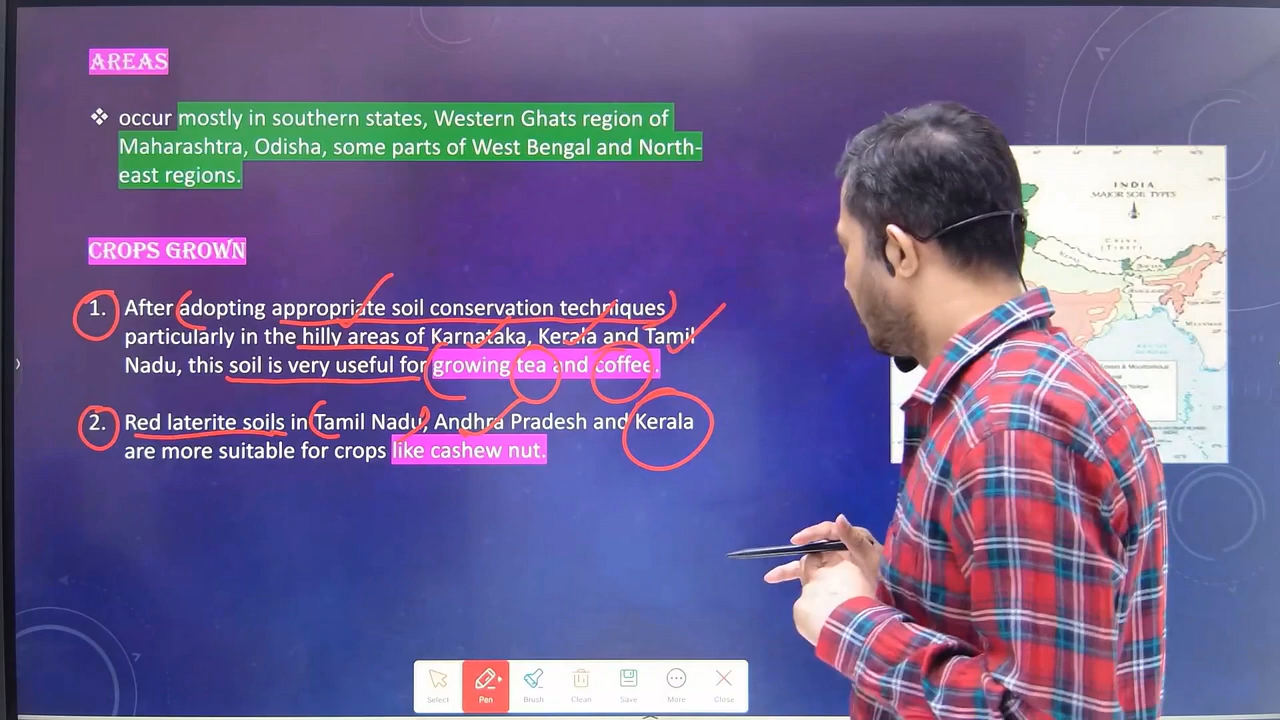 AREAS
❖ occur mostly in southern states, Western Ghats region of
Maharashtra, Odisha, some parts of West Bengal and North-
east regions.
CROPS GROWN
1. After adopting appropriate soil conservation techniques
particularly in the hilly areas of Karnataka, Kerala and Tamil
Nadu, this soil is very useful for growing tea and coffee.
2. Red laterite soils in Tamil Nadu, Andhra Pradesh and Kerala
are more suitable for crops like cashew nut.
INDIA
MAJOR SOIL TYPES
CHINA
(TIBET)
Select Pen Brush Clean Save More Close